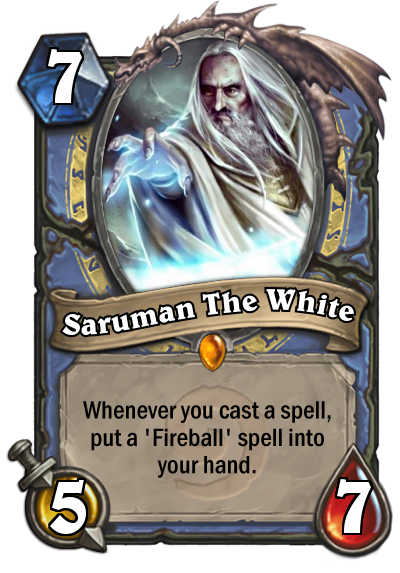 7
Saruman The White
Whenever you cast a spell,
put a 'Fireball' spell into
your hand.
5
7